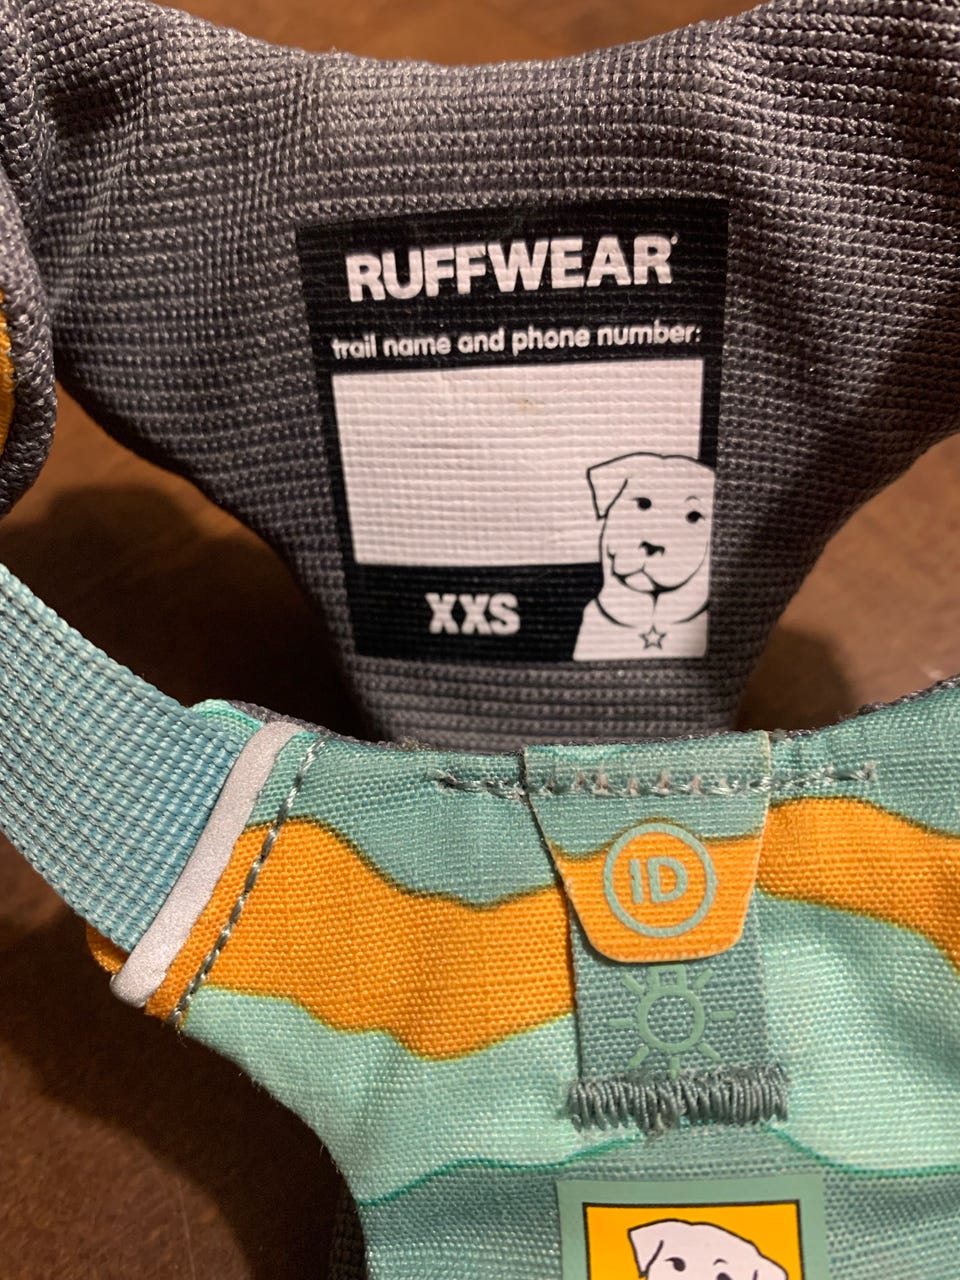 RUFFWEAR®
trail name and phone number:
XXS
ID